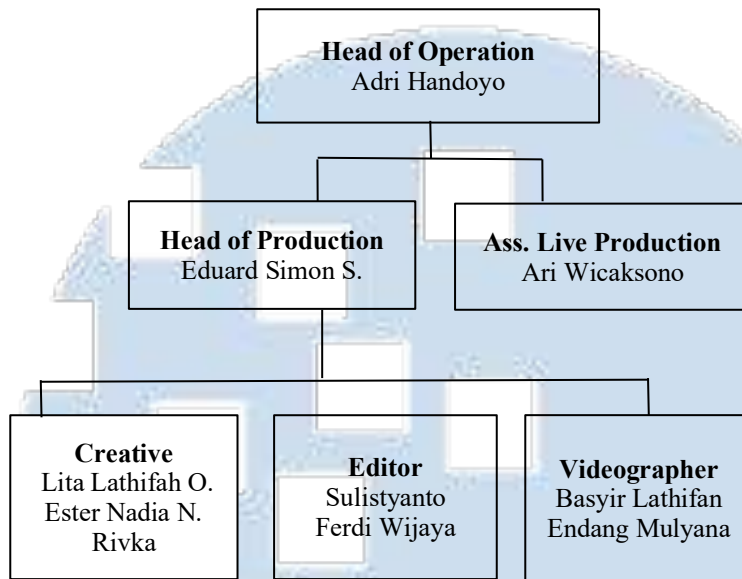 Head of Operation
Adri Handoyo
Head of Production
Eduard Simon S.
Ass. Live Production
Ari Wicaksono
Creative
Lita Lathifah O.
Ester Nadia N.
Rivka
Editor
Sulistyanto
Ferdi Wijaya
Videographer
Basyir Lathifan
Endang Mulyana